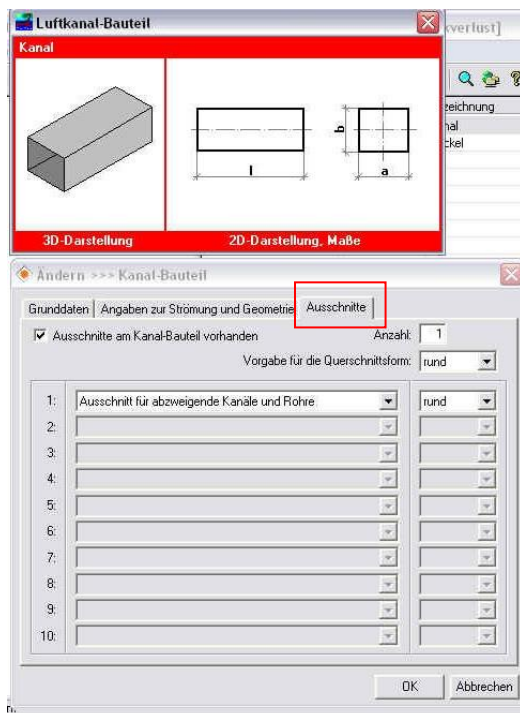 Luftkanal-Bauteil
kverlust]
Kanal
zeichnung
nal
ckel
b
l
a
3D-Darstellung
2D-Darstellung, Maße
Ändern >>> Kanal-Bauteil
Grunddaten
Angaben zur Strömung und Geometrie
Ausschnitte
Ausschnitte am Kanal-Bauteil vorhanden
Anzahl: 1
Vorgabe für die Querschnittsform: rund
1: Ausschnitt für abzweigende Kanäle und Rohre rund
2:
3:
4:
5:
6:
7:
8:
9:
10:
OK Abbrechen